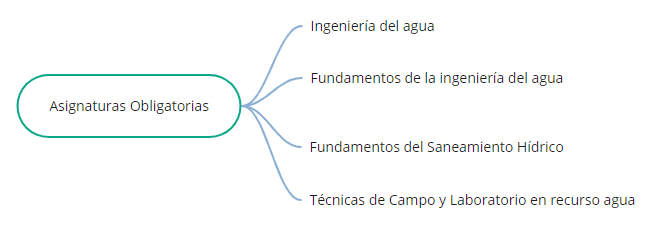 Asignaturas Obligatorias
Ingeniería del agua
Fundamentos de la ingeniería del agua
Fundamentos del Saneamiento Hídrico
Técnicas de Campo y Laboratorio en recurso agua